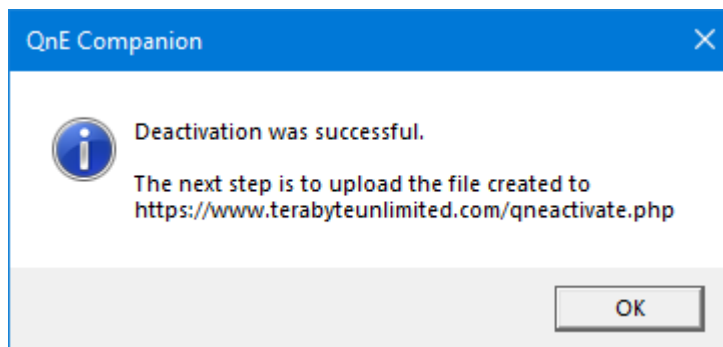 QnE Companion
Deactivation was successful.
The next step is to upload the file created to
https://www.terabyteunlimited.com/qneactivate.php
OK